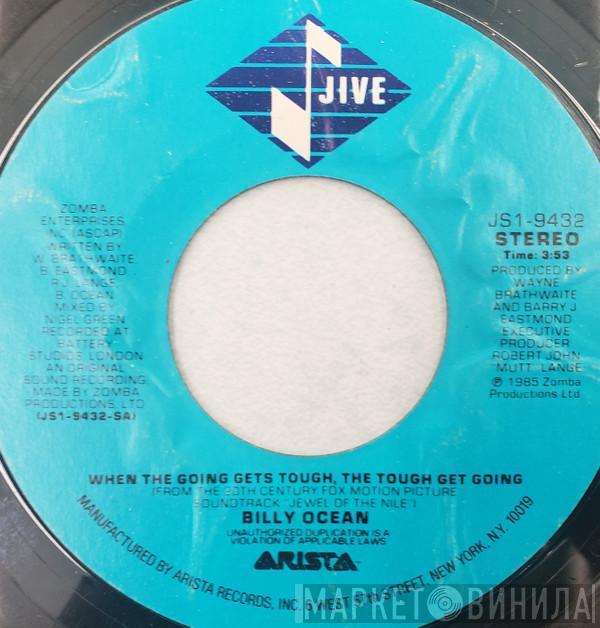 JIVE
ZOMBA
ENTERPRISES
INC (ASCAP)
WRITTEN BY
W. BRATHWAITE
B. EASTMOND
R.J. LANGE,
B. OCEAN
MIXED BY
NIGEL GREEN
RECORDED AT
BATTERY
STUDIOS, LONDON
AN ORIGINAL
SOUND RECORDING
MADE BY ZOMBA
PRODUCTIONS, LTD
(JS1-9432-SA)
JS1-9432
STEREO
Time: 3:53
PRODUCED BY
WAYNE
BRATHWAITE
AND BARRY J
EASTMOND
EXECUTIVE
PRODUCER
ROBERT JOHN
"MUTT" LANGE
℗ 1985 Zomba
Productions Ltd
WHEN THE GOING GETS TOUGH, THE TOUGH GET GOING
(FROM THE 20TH CENTURY FOX MOTION PICTURE
SOUNDTRACK "JEWEL OF THE NILE")
BILLY OCEAN
UNAUTHORIZED DUPLICATION IS A
VIOLATION OF APPLICABLE LAWS.
ARISTA
MANUFACTURED BY ARISTA RECORDS, INC. 6 WEST 57th STREET, NEW YORK, N.Y. 10019
МАРКЕТ ВИНИЛА